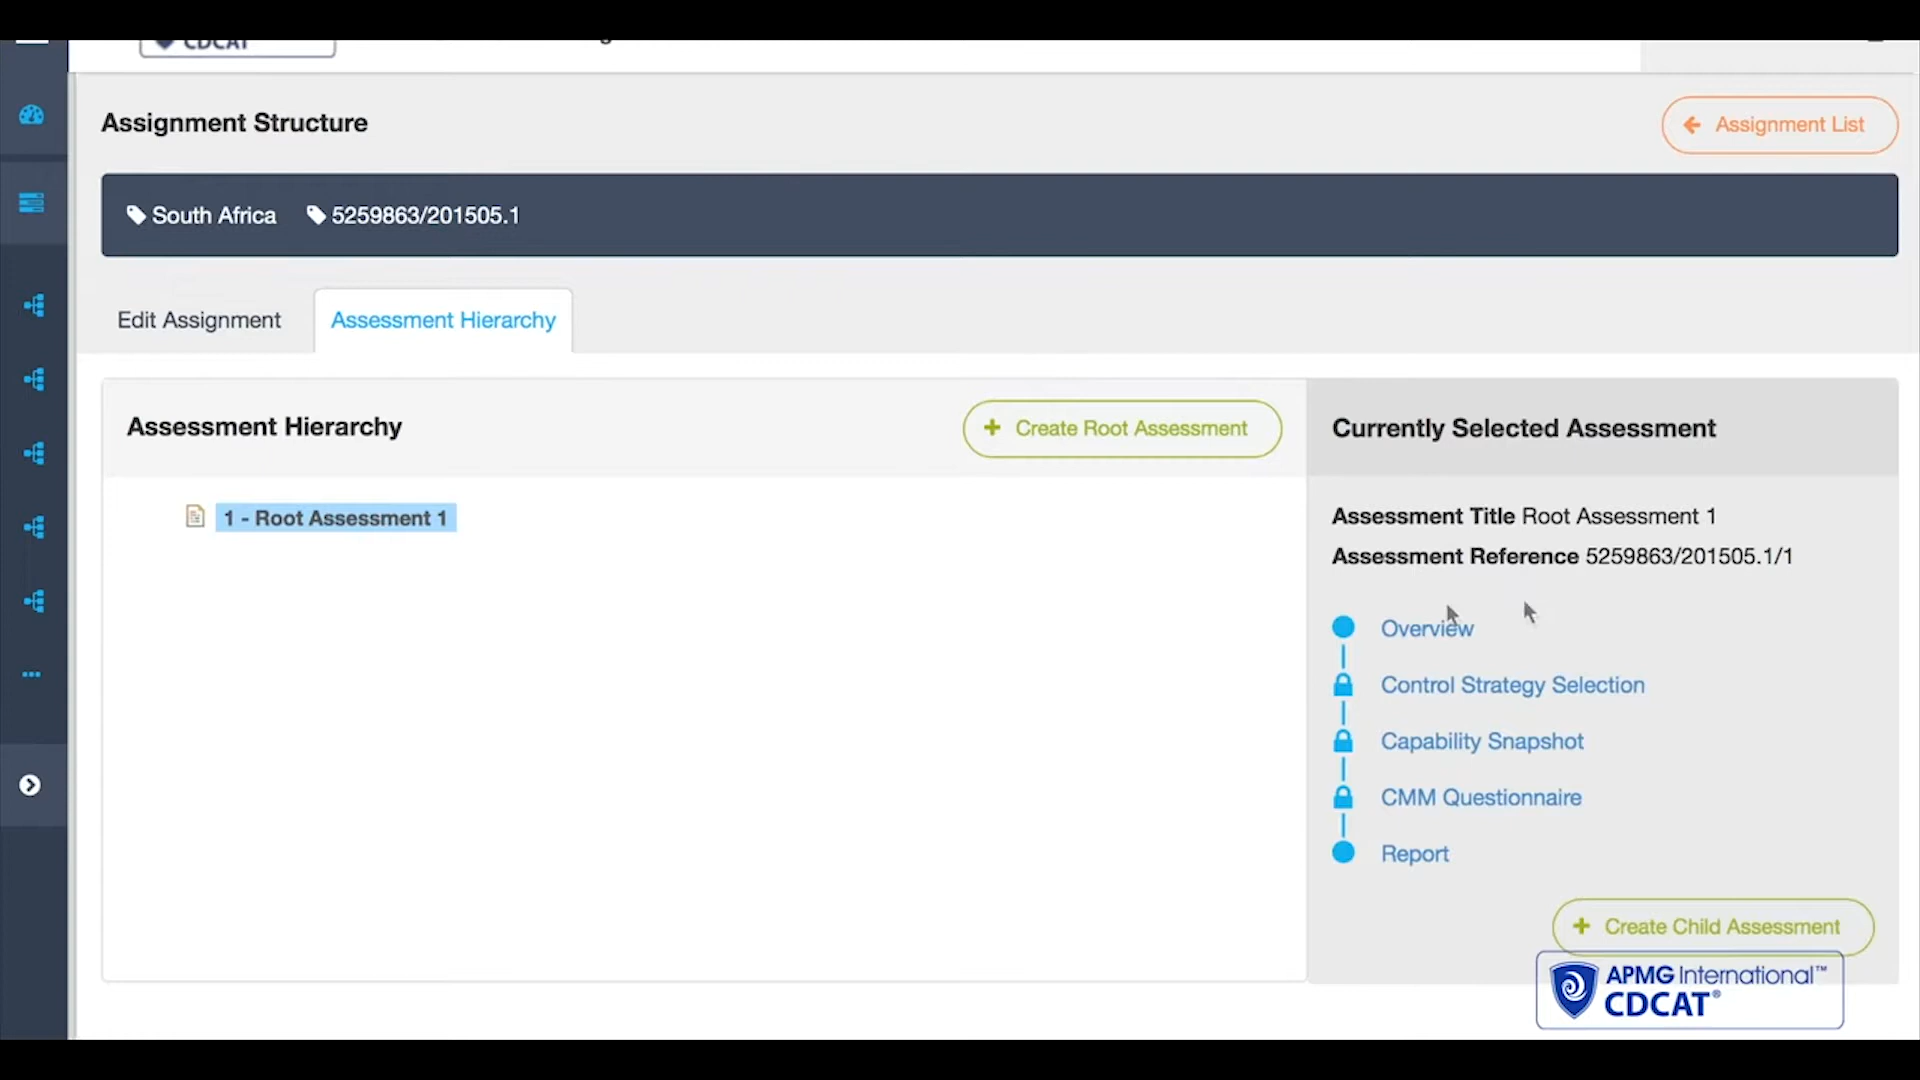 CDCAT
Assignment Structure
Assignment List
South Africa 5259863/201505.1
Edit Assignment
Assessment Hierarchy
Assessment Hierarchy
Create Root Assessment
Currently Selected Assessment
1 - Root Assessment 1
Assessment Title Root Assessment 1
Assessment Reference 5259863/201505.1/1
Overview
Control Strategy Selection
Capability Snapshot
CMM Questionnaire
Report
Create Child Assessment
APMG International™
CDCAT®